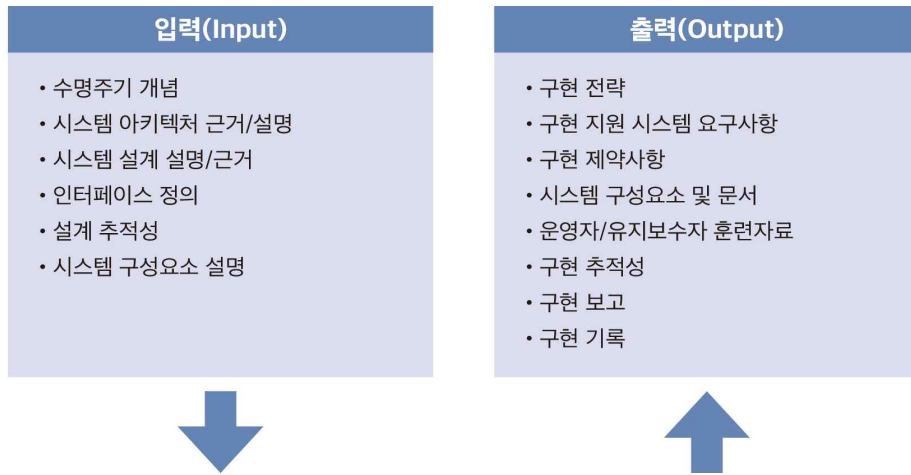 입력(Input)
• 수명주기 개념
• 시스템 아키텍처 근거/설명
• 시스템 설계 설명/근거
• 인터페이스 정의
• 설계 추적성
• 시스템 구성요소 설명
출력(Output)
• 구현 전략
• 구현 지원 시스템 요구사항
• 구현 제약사항
• 시스템 구성요소 및 문서
• 운영자/유지보수자 훈련자료
• 구현 추적성
• 구현 보고
• 구현 기록